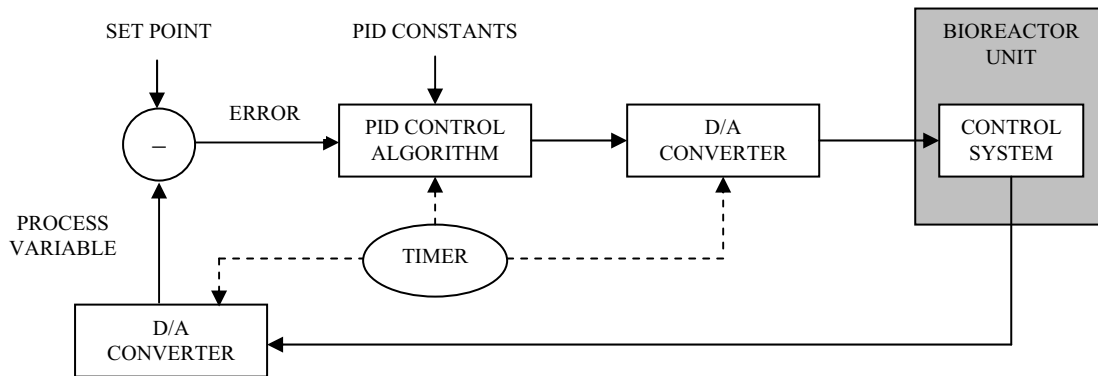 SET POINT
PID CONSTANTS
BIOREACTOR
UNIT
ERROR
–
PID CONTROL
ALGORITHM
D/A
CONVERTER
CONTROL
SYSTEM
PROCESS
VARIABLE
TIMER
D/A
CONVERTER